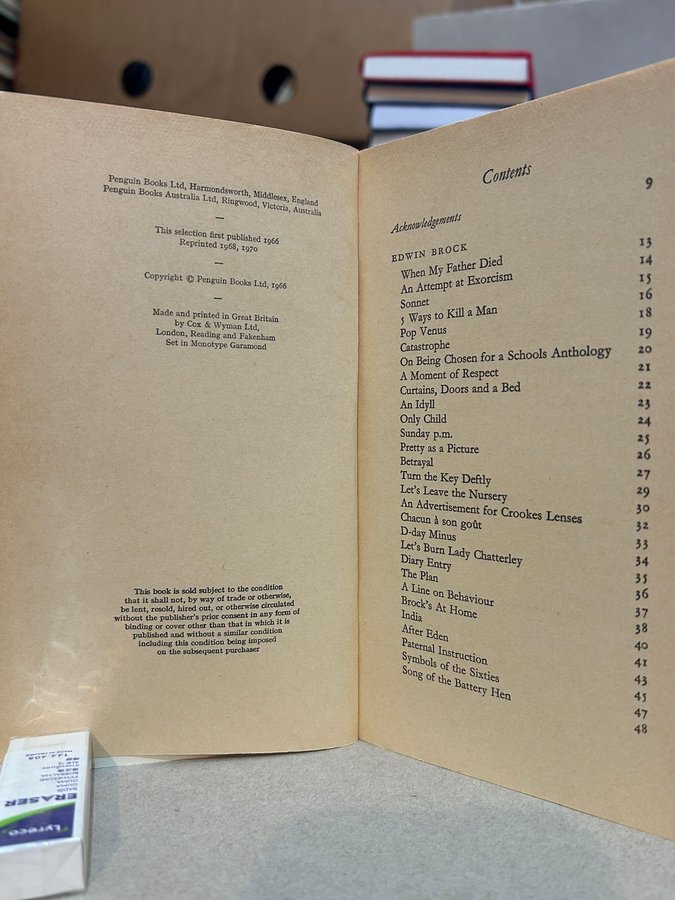 Penguin Books Ltd, Harmondsworth, Middlesex, England
Penguin Books Australia Ltd, Ringwood, Victoria, Australia
This selection first published 1966
Reprinted 1968, 1970
Copyright © Penguin Books Ltd, 1966
Made and printed in Great Britain
by Cox & Wyman Ltd,
London, Reading and Fakenham
Set in Monotype Garamond
This book is sold subject to the condition
that it shall not, by way of trade or otherwise,
be lent, resold, hired out, or otherwise circulated
without the publisher's prior consent in any form of
binding or cover other than that in which it is
published and without a similar condition
including this condition being imposed
on the subsequent purchaser
Contents
Acknowledgements 9
EDWIN BROCK
When My Father Died 13
An Attempt at Exorcism 14
Sonnet 15
5 Ways to Kill a Man 16
Pop Venus 18
Catastrophe 19
On Being Chosen for a Schools Anthology 20
A Moment of Respect 21
Curtains, Doors and a Bed 22
An Idyll 23
Only Child 24
Sunday p.m. 25
Pretty as a Picture 26
Betrayal 27
Turn the Key Deftly 29
Let's Leave the Nursery 30
An Advertisement for Crookes Lenses 32
Chacun à son goût 33
D-day Minus 34
Let's Burn Lady Chatterley 35
Diary Entry 36
The Plan 37
A Line on Behaviour 38
Brock's At Home 40
India 41
After Eden 43
Paternal Instruction 45
Symbols of the Sixties 47
Song of the Battery Hen 48
Lyreco
ERASER
GUMA
BORRACHA
144.405